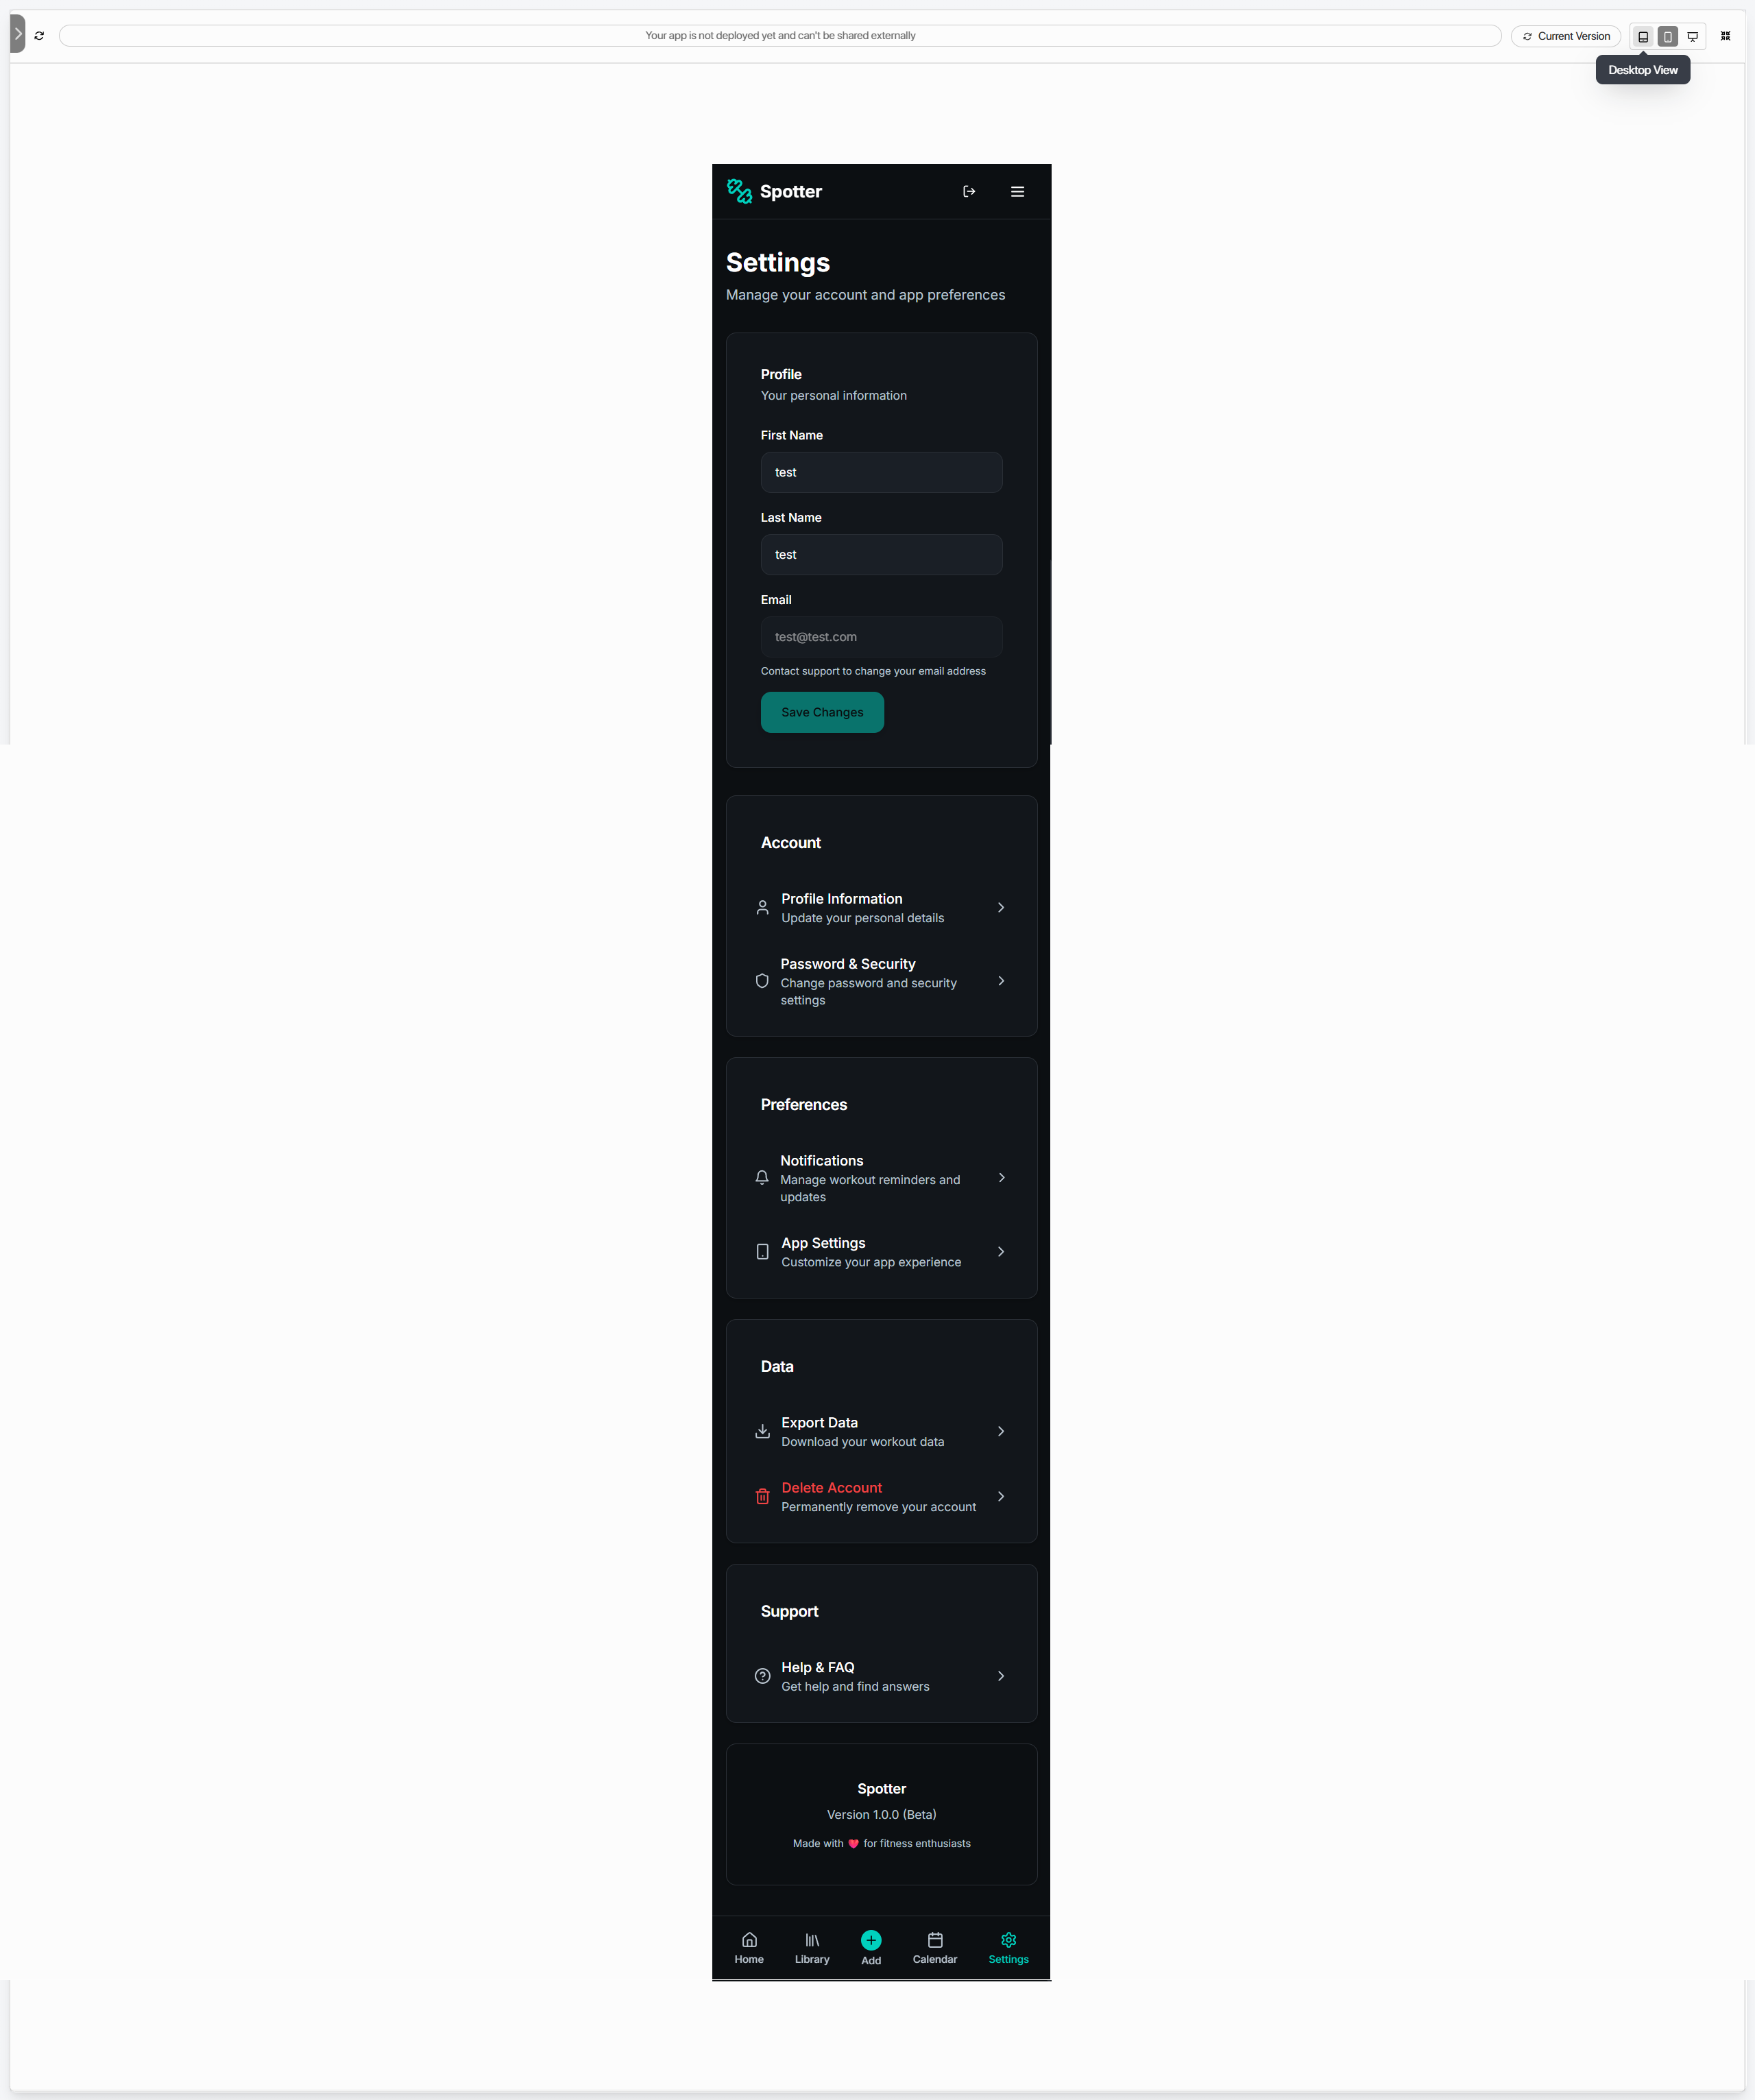 Your app is not deployed yet and can't be shared externally
Current Version
Desktop View
Spotter
Settings
Manage your account and app preferences
Profile
Your personal information
First Name
test
Last Name
test
Email
test@test.com
Contact support to change your email address
Save Changes
Account
Profile Information
Update your personal details
Password & Security
Change password and security
settings
Preferences
Notifications
Manage workout reminders and
updates
App Settings
Customize your app experience
Data
Export Data
Download your workout data
Delete Account
Permanently remove your account
Support
Help & FAQ
Get help and find answers
Spotter
Version 1.0.0 (Beta)
Made with ❤️ for fitness enthusiasts
Home
Library
Add
Calendar
Settings